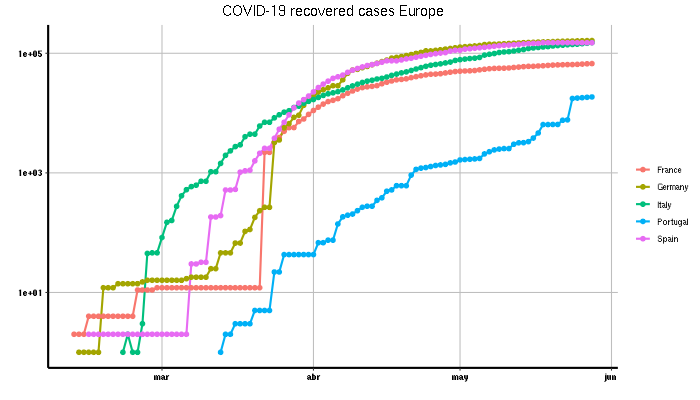 COVID-19 recovered cases Europe
1e+05
1e+03
1e+01
mar
abr
may
jun
France
Germany
Italy
Portugal
Spain